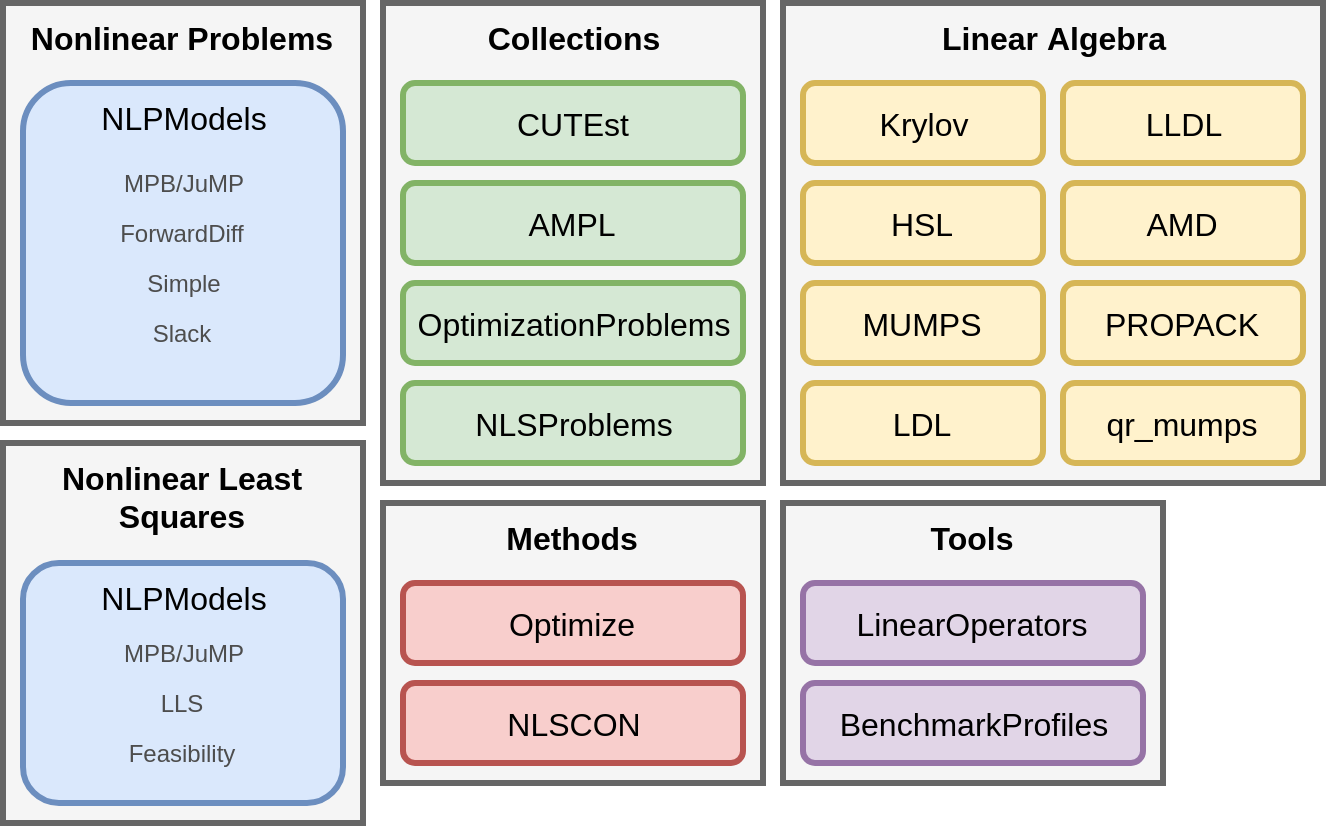 Nonlinear Problems
NLPModels
MPB/JuMP
ForwardDiff
Simple
Slack
Nonlinear Least
Squares
NLPModels
MPB/JuMP
LLS
Feasibility
Collections
CUTEst
AMPL
OptimizationProblems
NLSProblems
Methods
Optimize
NLSCON
Linear Algebra
Krylov
LLDL
HSL
AMD
MUMPS
PROPACK
LDL
qr_mumps
Tools
LinearOperators
BenchmarkProfiles